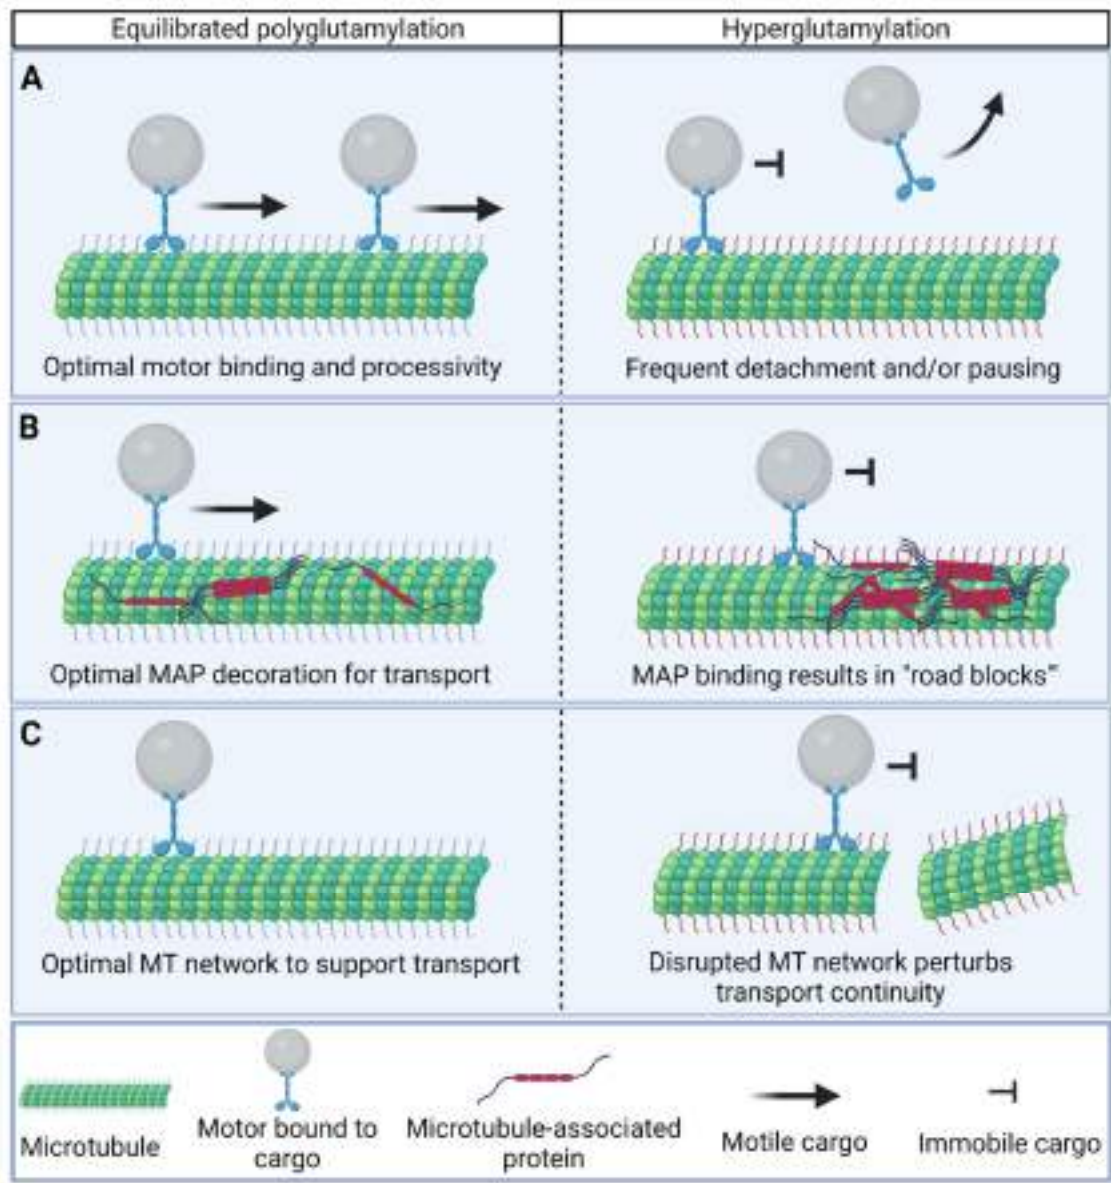 Equilibrated polyglutamylation
Hyperglutamylation
A
Optimal motor binding and processivity
Frequent detachment and/or pausing
B
Optimal MAP decoration for transport
MAP binding results in "road blocks"
C
Optimal MT network to support transport
Disrupted MT network perturbs
transport continuity
Microtubule
Motor bound to
cargo
Microtubule-associated
protein
Motile cargo
Immobile cargo